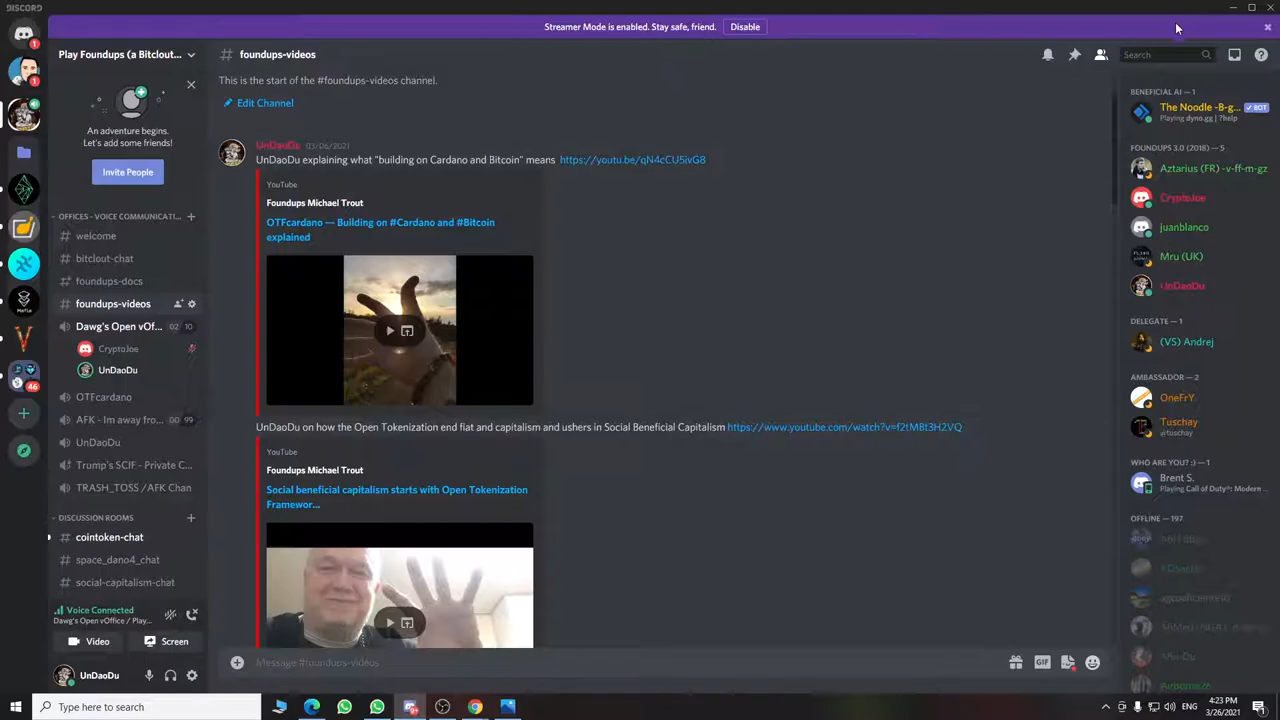 DISCORD
Streamer Mode is enabled. Stay safe, friend. Disable
Play Foundups (a Bitclout...
# foundups-videos
Search
This is the start of the #foundups-videos channel.
Edit Channel
An adventure begins.
Let's add some friends!
Invite People
OFFICES - VOICE COMMUNICATI...
# welcome
# bitclout-chat
# foundups-docs
# foundups-videos
Dawg's Open vOf... 02 10
CryptoJoe
UnDaoDu
OTFcardano
AFK - Im away fro... 00 99
UnDaoDu
Trump's SCIF - Private C...
TRASH_TOSS /AFK Chan
DISCUSSION ROOMS
# cointoken-chat
# space_dano4_chat
# social-capitalism-chat
Voice Connected
Dawg's Open vOffice / Play...
Video
Screen
UnDaoDu
1
1
46
UnDaoDu 03/06/2021
UnDaoDu explaining what "building on Cardano and Bitcoin" means https://youtu.be/qN4cCU5ivG8
YouTube
Foundups Michael Trout
OTFcardano — Building on #Cardano and #Bitcoin
explained
UnDaoDu on how the Open Tokenization end fiat and capitalism and ushers in Social Beneficial Capitalism https://www.youtube.com/watch?v=f2tMBt3H2VQ
YouTube
Foundups Michael Trout
Social beneficial capitalism starts with Open Tokenization
Framewor...
Message #foundups-videos
GIF
BENEFICIAL AI — 1
The Noodle -B-g... BOT
Playing dyno.gg | ?help
FOUNDUPS 3.0 (2018) — 5
Aztarius (FR) -v-ff-m-gz
CryptoJoe
juanblanco
Mru (UK)
UnDaoDu
DELEGATE — 1
(VS) Andrej
AMBASSADOR — 2
OneFrY
Tuschay
@tuschay
WHO ARE YOU? :) — 1
Brent S.
Playing Call of Duty®: Modern ...
OFFLINE — 197
Type here to search
ENG
4:23 PM
3/26/2021